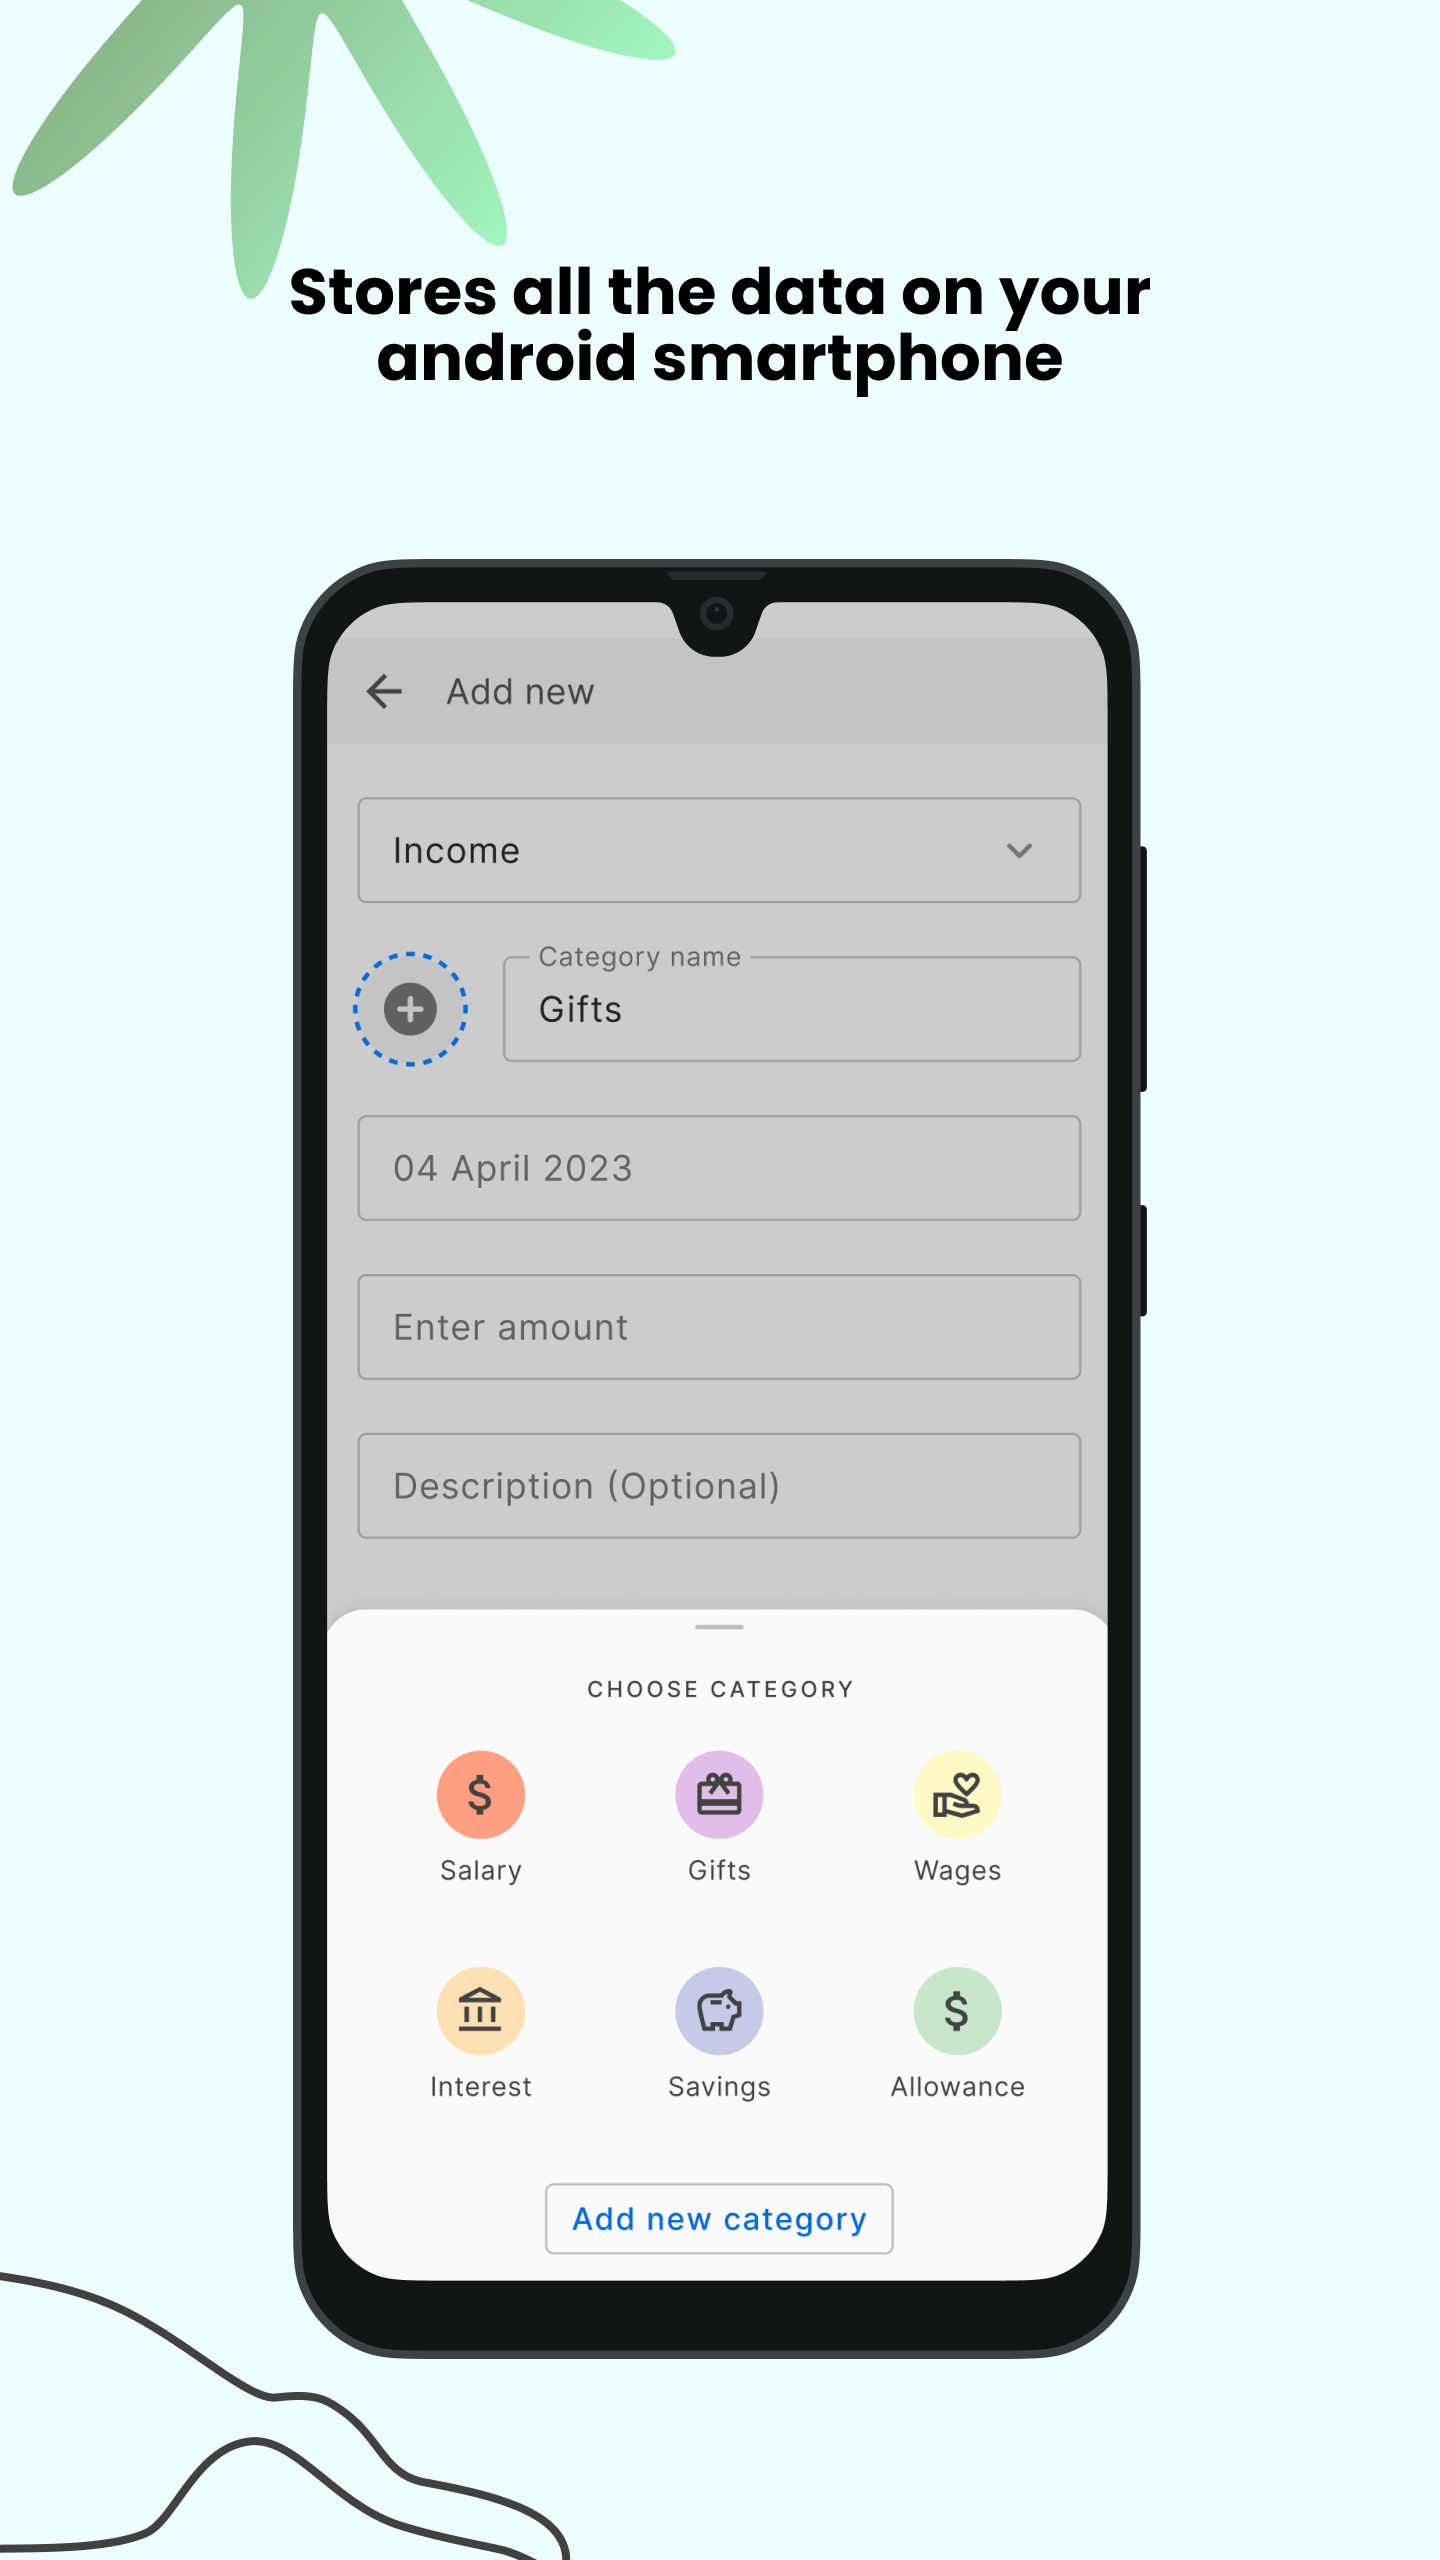 Stores all the data on your
android smartphone
Add new
Income
Category name
Gifts
04 April 2023
Enter amount
Description (Optional)
CHOOSE CATEGORY
Salary
Gifts
Wages
Interest
Savings
Allowance
Add new category